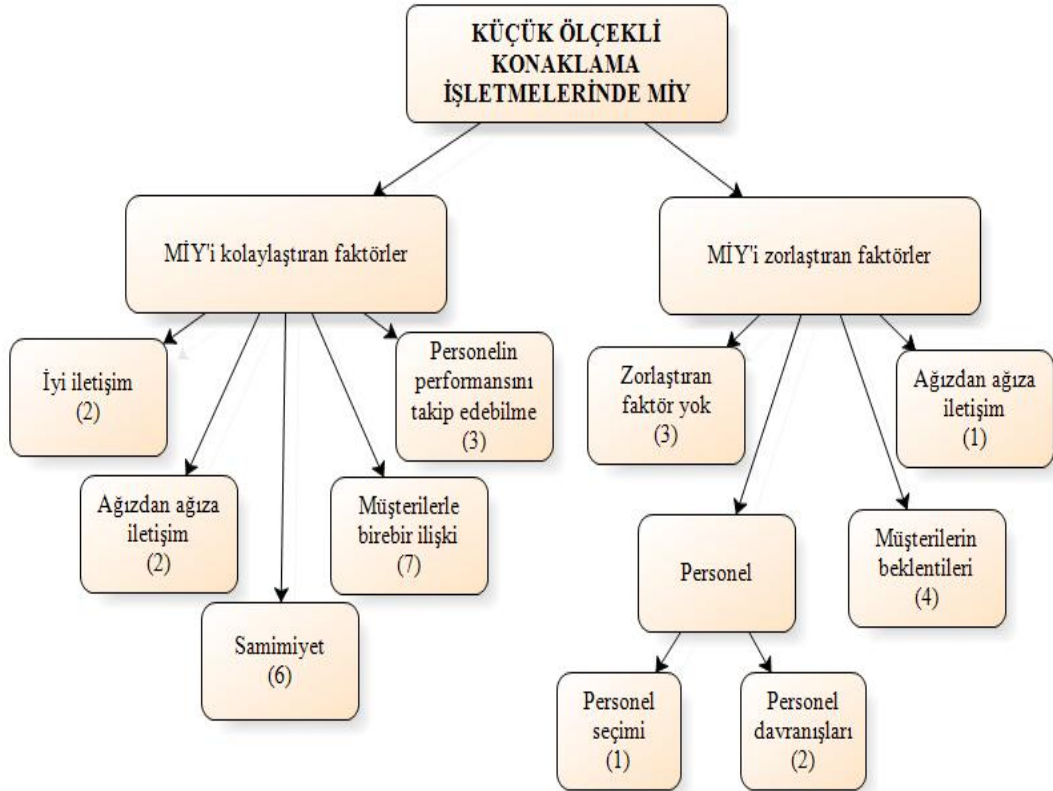 KÜÇÜK ÖLÇEKLİ
KONAKLAMA
İŞLETMELERİNDE MİY
MİY'i kolaylaştıran faktörler
MİY'i zorlaştıran faktörler
İyi iletişim
(2)
Ağızdan ağıza
iletişim
(2)
Samimiyet
(6)
Müşterilerle
birebir ilişki
(7)
Personelin
performansını
takip edebilme
(3)
Zorlaştıran
faktör yok
(3)
Personel
Müşterilerin
beklentileri
(4)
Ağızdan ağıza
iletişim
(1)
Personel
seçimi
(1)
Personel
davranışları
(2)